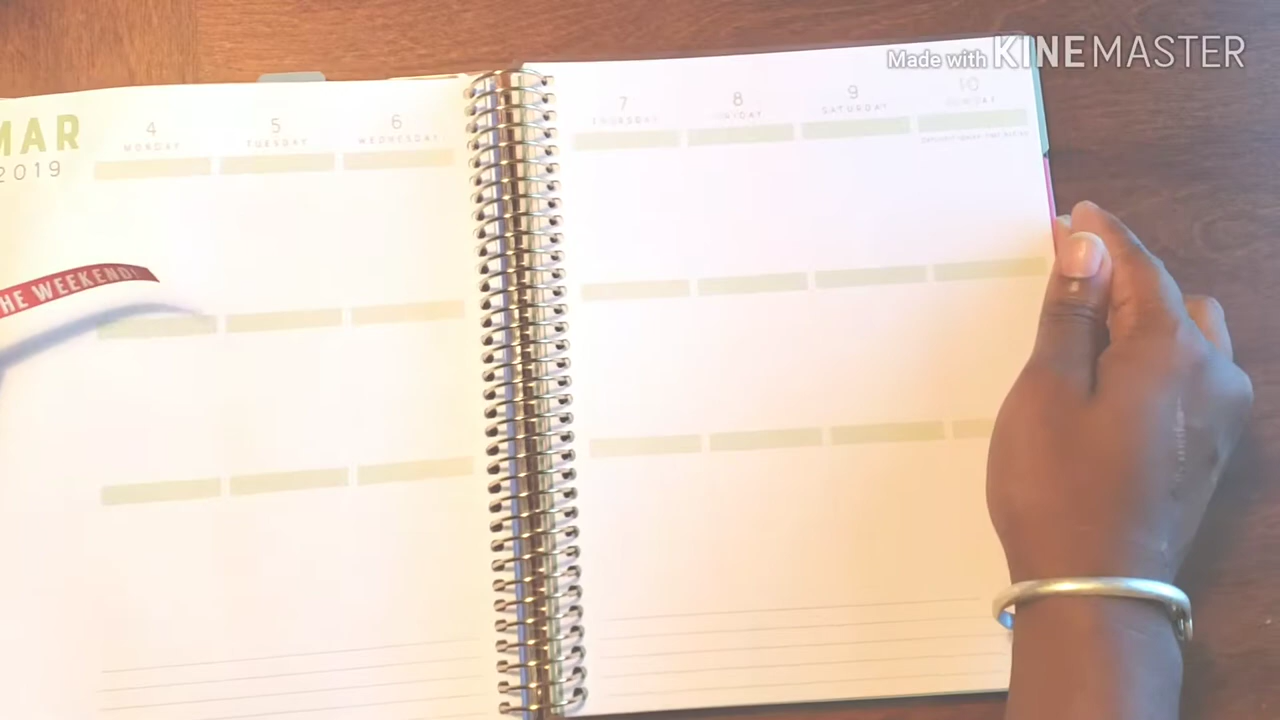 Made with KINEMASTER
MAR
2019
4
MONDAY
5
TUESDAY
6
WEDNESDAY
7
THURSDAY
8
FRIDAY
9
SATURDAY
10
SUNDAY
HE WEEKEND!